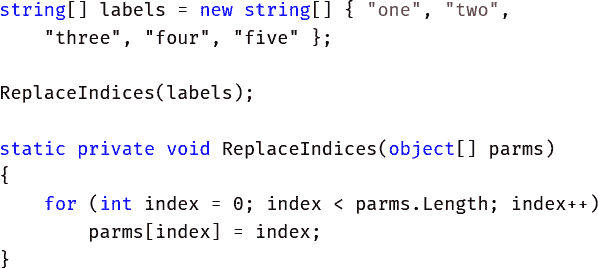 string[] labels = new string[] { "one", "two",
    "three", "four", "five" };

ReplaceIndices(labels);

static private void ReplaceIndices(object[] parms)
{
    for (int index = 0; index < parms.Length; index++)
        parms[index] = index;
}